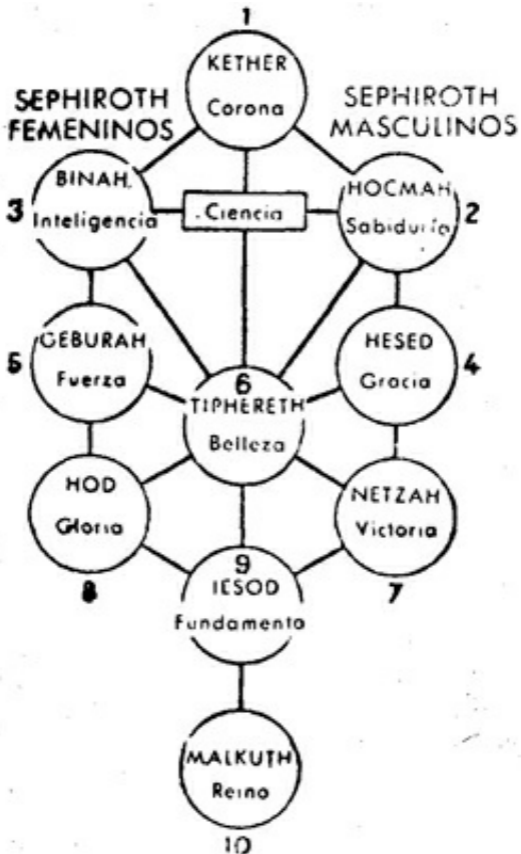 1
KETHER
Corona
SEPHIROTH
FEMENINOS
SEPHIROTH
MASCULINOS
3
BINAH
Inteligencia
Ciencia
HOCMAH
Sabiduría
2
5
GEBURAH
Fuerza
6
TIPHERETH
Belleza
HESED
Gracia
4
HOD
Gloria
8
NETZAH
Victoria
7
9
IESOD
Fundamento
MALKUTH
Reino
10